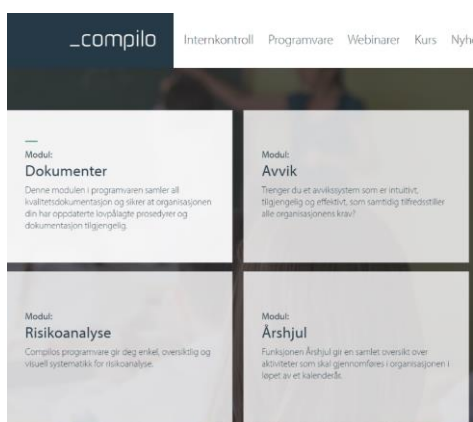 _compilo
Internkontroll Programvare Webinarer Kurs Nyhe
Modul:
Dokumenter
Denne modulen i programvaren samler all
kvalitetsdokumentasjon og sikrer at organisasjonen
din har oppdaterte lovpålagte prosedyrer og
dokumentasjon tilgjengelig.
Modul:
Avvik
Trenger du et avvikssystem som er intuitivt,
tilgjengelig og effektivt, som samtidig tilfredsstiller
alle organisasjonens krav?
Modul:
Risikoanalyse
Compilos programvare gir deg enkel, oversiktlig og
visuell systematikk for risikoanalyse.
Modul:
Årshjul
Funksjonen Årshjul gir en samlet oversikt over
aktiviteter som skal gjennomføres i organisasjonen i
løpet av et kalenderår.